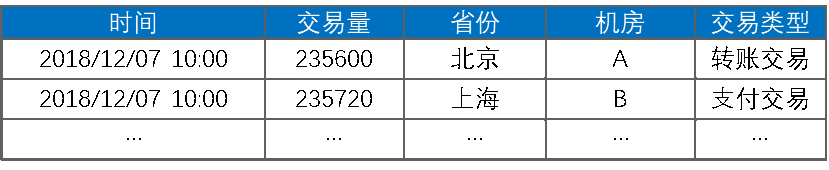 时间 交易量 省份 机房 交易类型
2018/12/07 10:00 235600 北京 A 转账交易
2018/12/07 10:00 235720 上海 B 支付交易
... ... ... ... ...